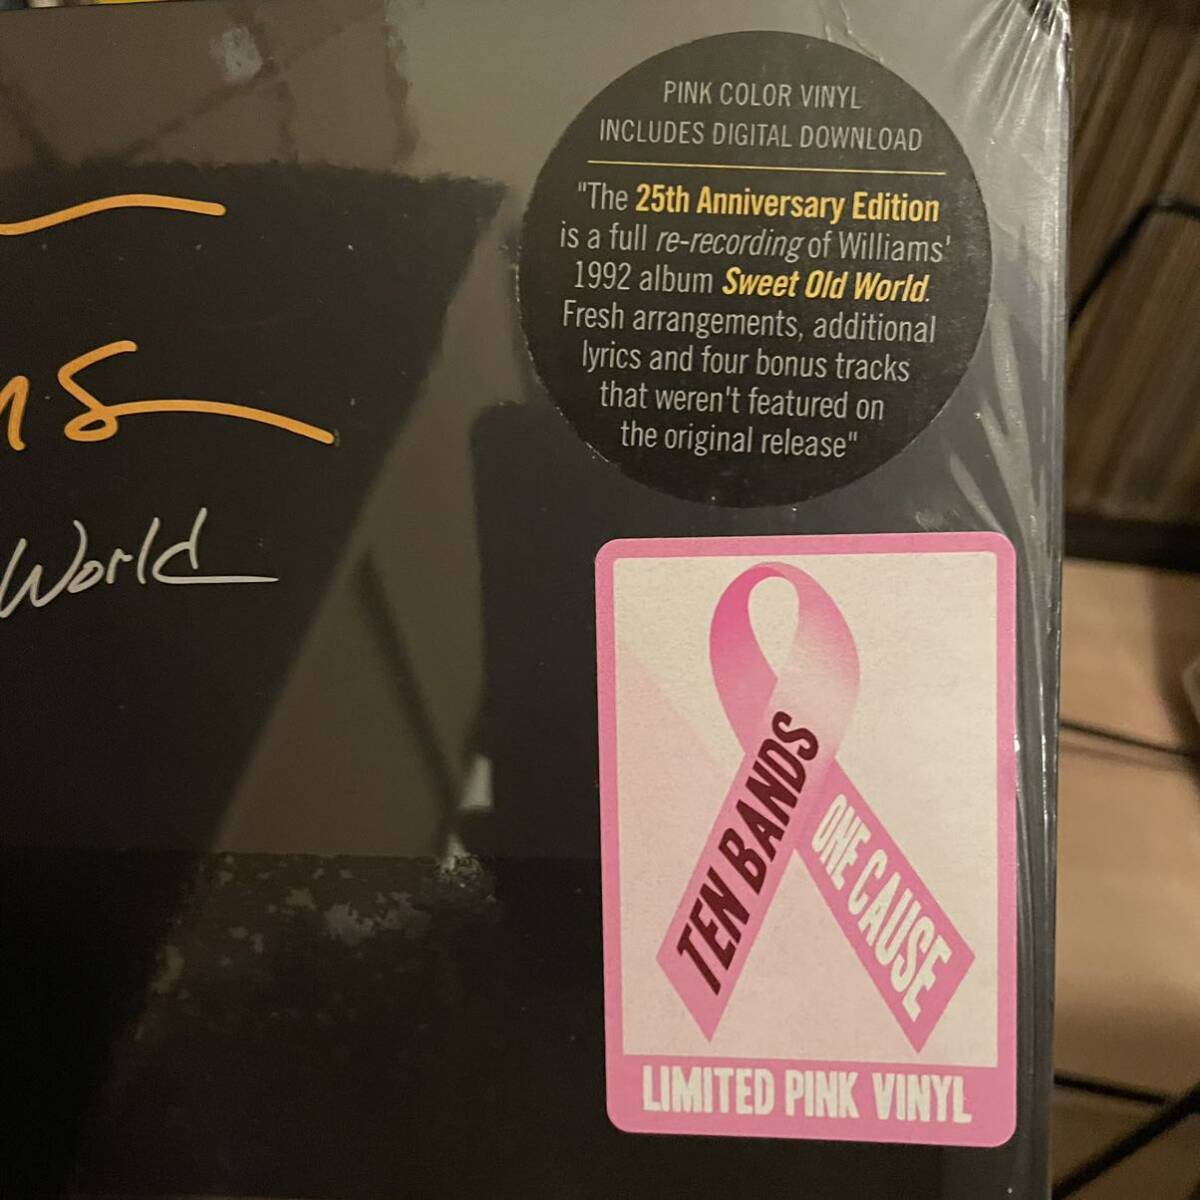 PINK COLOR VINYL
INCLUDES DIGITAL DOWNLOAD
"The 25th Anniversary Edition
is a full re-recording of Williams'
1992 album Sweet Old World.
Fresh arrangements, additional
lyrics and four bonus tracks
that weren't featured on
the original release"
World
TEN BANDS
ONE CAUSE
LIMITED PINK VINYL